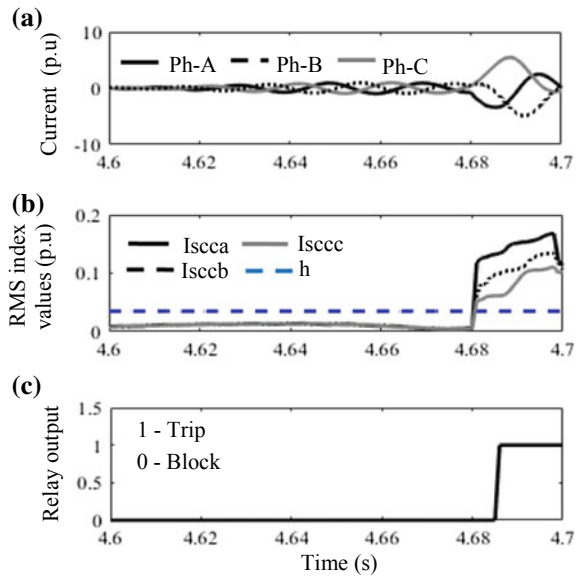 (a)
10
0
-10
Current (p.u)
Ph-A Ph-B Ph-C
4.6 4.62 4.64 4.66 4.68 4.7
(b)
0.2
0.1
0
RMS index
values (p.u)
Iscca Isccc
Isccb h
4.6 4.62 4.64 4.66 4.68 4.7
(c)
1.5
1
0.5
0
Relay output
1 - Trip
0 - Block
4.6 4.62 4.64 4.66 4.68 4.7
Time (s)